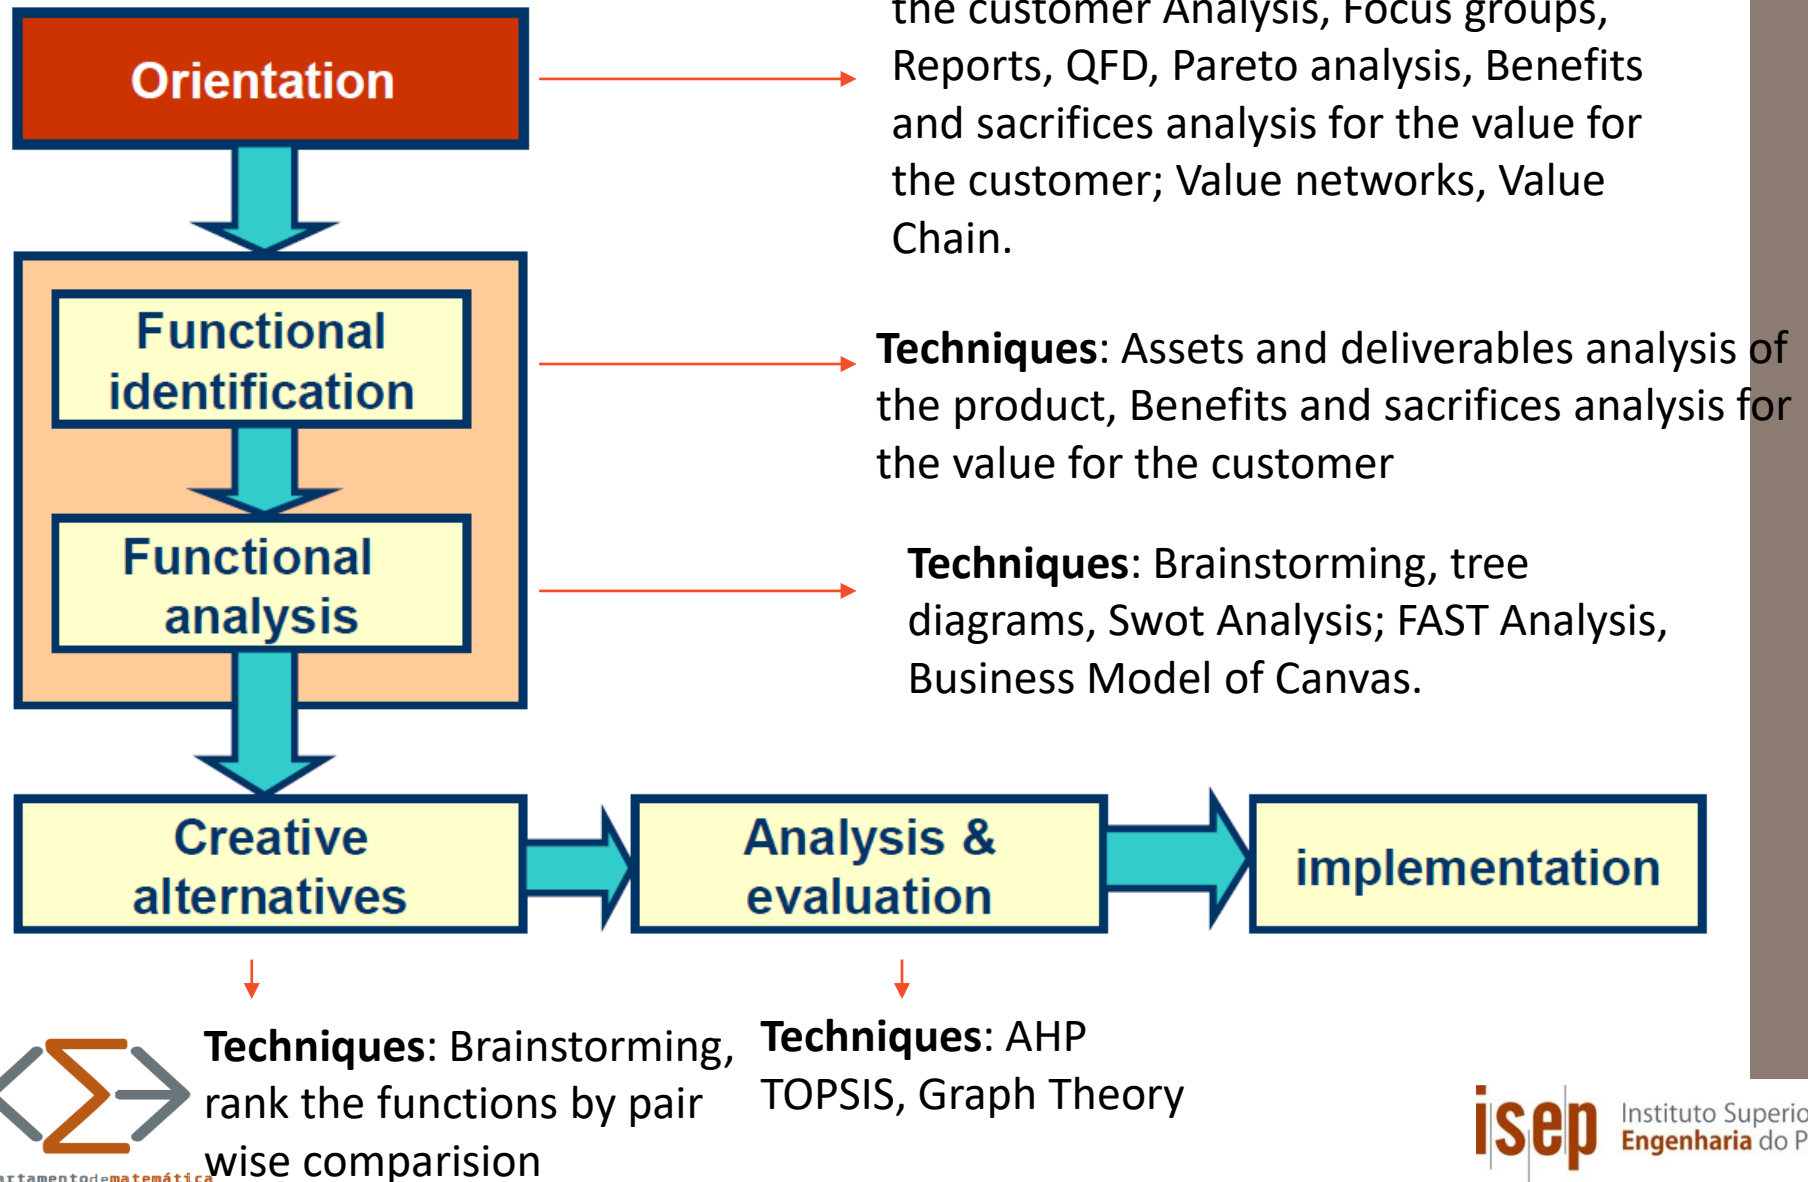 the customer Analysis, Focus groups,
Reports, QFD, Pareto analysis, Benefits
and sacrifices analysis for the value for
the customer; Value networks, Value
Chain.
Orientation
Functional
identification
Techniques: Assets and deliverables analysis of
the product, Benefits and sacrifices analysis for
the value for the customer
Functional
analysis
Techniques: Brainstorming, tree
diagrams, Swot Analysis; FAST Analysis,
Business Model of Canvas.
Creative
alternatives
Analysis &
evaluation
implementation
Techniques: Brainstorming,
rank the functions by pair
wise comparision
Techniques: AHP
TOPSIS, Graph Theory
artamentodematemática
isep
Instituto Superio
Engenharia do P